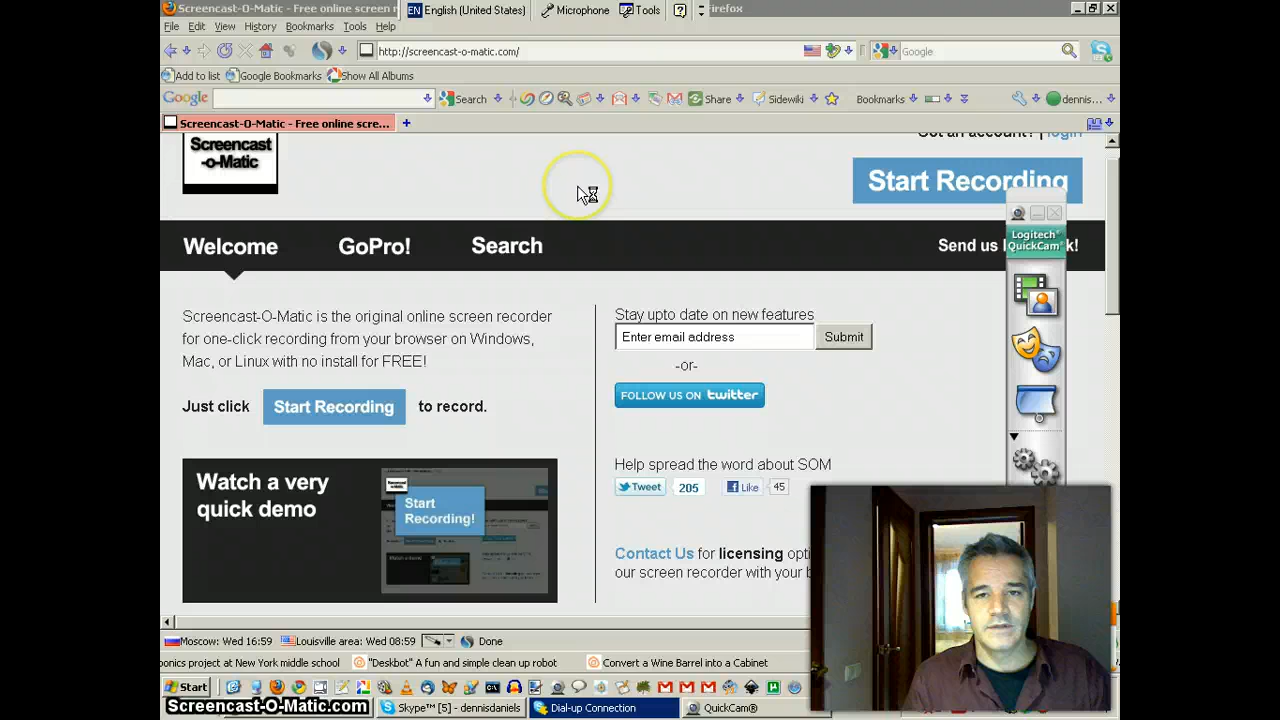 Screencast-O-Matic - Free online screen r
EN English (United States)
Microphone
Tools
?
irefox
File Edit View History Bookmarks Tools Help
http://screencast-o-matic.com/
Google
Add to list Google Bookmarks Show All Albums
Google Search Share Sidewiki Bookmarks dennis...
Screencast-O-Matic - Free online scre...
Got an account? | login
Screencast
-o-Matic
Start Recording
Logitech®
QuickCam®
Welcome GoPro! Search Send us k!
Screencast-O-Matic is the original online screen recorder
for one-click recording from your browser on Windows,
Mac, or Linux with no install for FREE!
Just click Start Recording to record.
Stay upto date on new features
Enter email address Submit
-or-
FOLLOW US ON twitter
Watch a very
quick demo
Start
Recording!
Help spread the word about SOM
Tweet 205 Like 45
Contact Us for licensing opti
our screen recorder with your b
Moscow: Wed 16:59 Louisville area: Wed 08:59 Done
ponics project at New York middle school "Deskbot" A fun and simple clean up robot Convert a Wine Barrel into a Cabinet
Start
Screencast-O-Matic.com Skype™ [5] - dennisdaniels Dial-up Connection QuickCam®